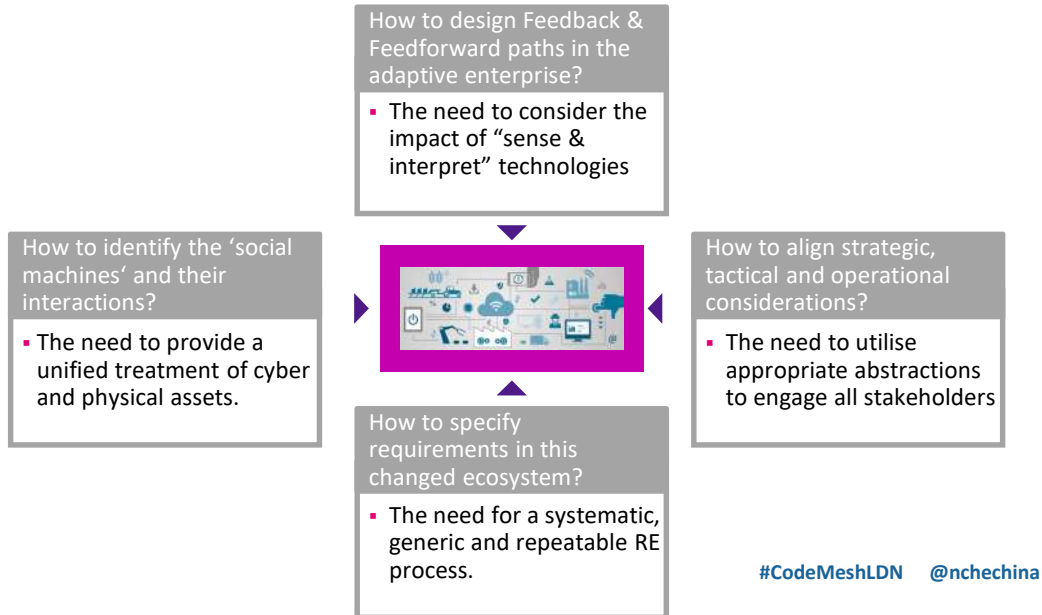 How to design Feedback &
Feedforward paths in the
adaptive enterprise?
▪ The need to consider the
impact of “sense &
interpret” technologies
How to identify the ‘social
machines‘ and their
interactions?
▪ The need to provide a
unified treatment of cyber
and physical assets.
How to align strategic,
tactical and operational
considerations?
▪ The need to utilise
appropriate abstractions
to engage all stakeholders
How to specify
requirements in this
changed ecosystem?
▪ The need for a systematic,
generic and repeatable RE
process.
#CodeMeshLDN @nchechina